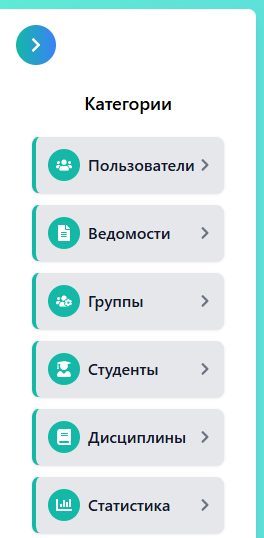 Категории
Пользователи
Ведомости
Группы
Студенты
Дисциплины
Статистика